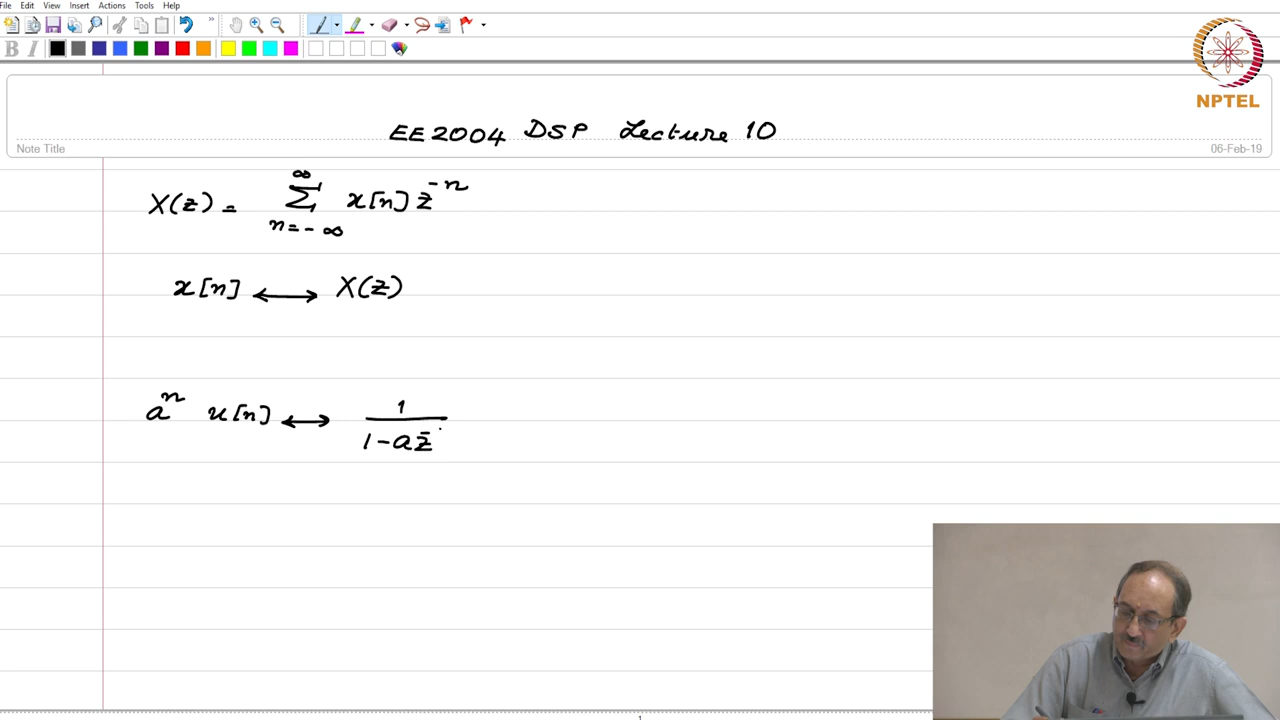 File Edit View Insert Actions Tools Help
B I
NPTEL
EE2004 DSP Lecture 10
Note Title
06-Feb-19
X(z) = ∑_{n=-∞}^{∞} x[n] z^{-n}
x[n] ⟷ X(z)
a^n u[n] ⟷ 1/(1-az^-
1